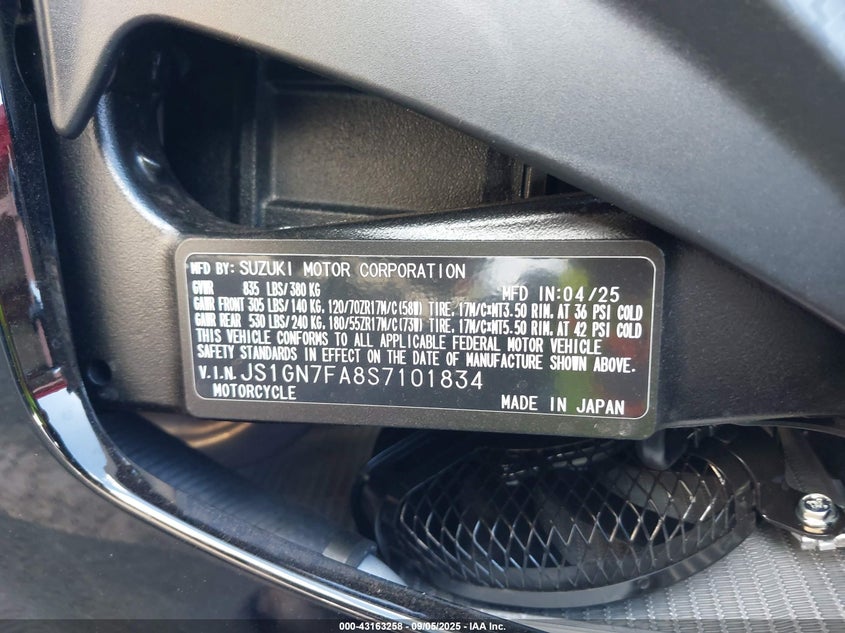 MFD BY: SUZUKI MOTOR CORPORATION
GVWR 835 LBS/380 KG MFD IN:04/25
GAWR FRONT 305 LBS/140 KG, 120/70ZR17M/C(58W) TIRE, 17M/C×MT3.50 RIM, AT 36 PSI COLD
GAWR REAR 530 LBS/240 KG, 180/55ZR17M/C(73W) TIRE, 17M/C×MT5.50 RIM, AT 42 PSI COLD
THIS VEHICLE CONFORMS TO ALL APPLICABLE FEDERAL MOTOR VEHICLE
SAFETY STANDARDS IN EFFECT ON THE DATE OF MANUFACTURE SHOWN ABOVE.
V.I.N. JS1GN7FA8S7101834
MOTORCYCLE MADE IN JAPAN
000-43163258 - 09/05/2025 - IAA Inc.